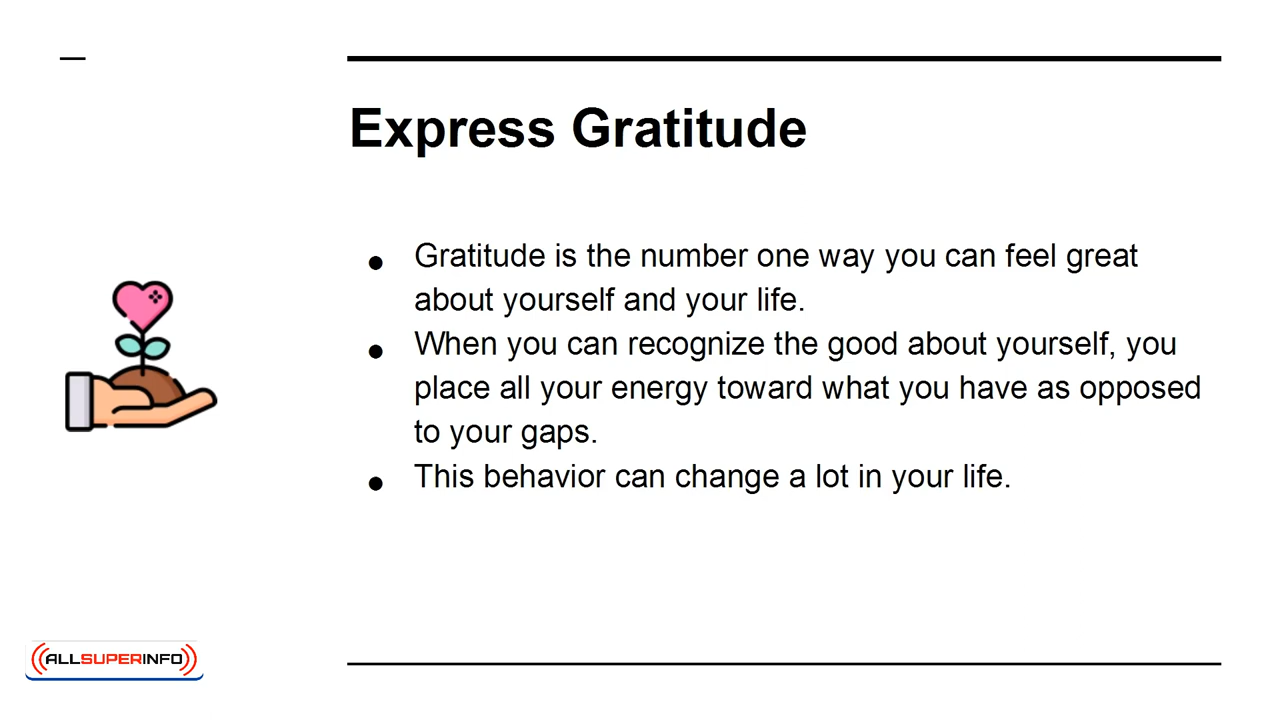 Express Gratitude
● Gratitude is the number one way you can feel great
about yourself and your life.
● When you can recognize the good about yourself, you
place all your energy toward what you have as opposed
to your gaps.
● This behavior can change a lot in your life.
ALLSUPERINFO